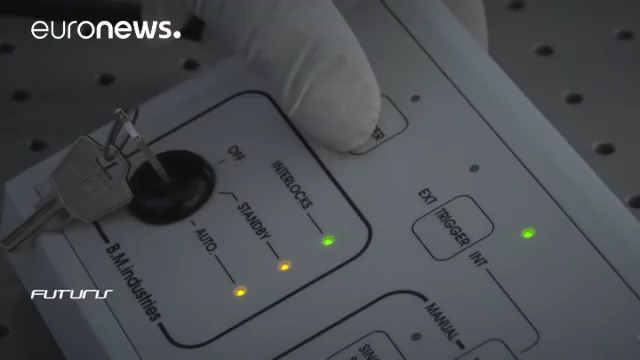 euronews.
OFF
INTERLOCKS
STANDBY
AUTO.
EXT
TRIGGER
INT
B.M.Industries
FUTURIS
MANUAL